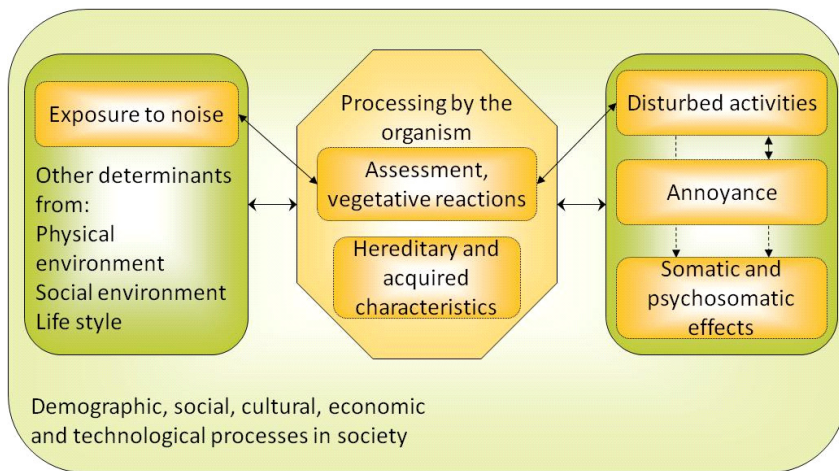 Exposure to noise
Other determinants
from:
Physical
environment
Social environment
Life style
Processing by the
organism
Assessment,
vegetative reactions
Hereditary and
acquired
characteristics
Disturbed activities
Annoyance
Somatic and
psychosomatic
effects
Demographic, social, cultural, economic
and technological processes in society